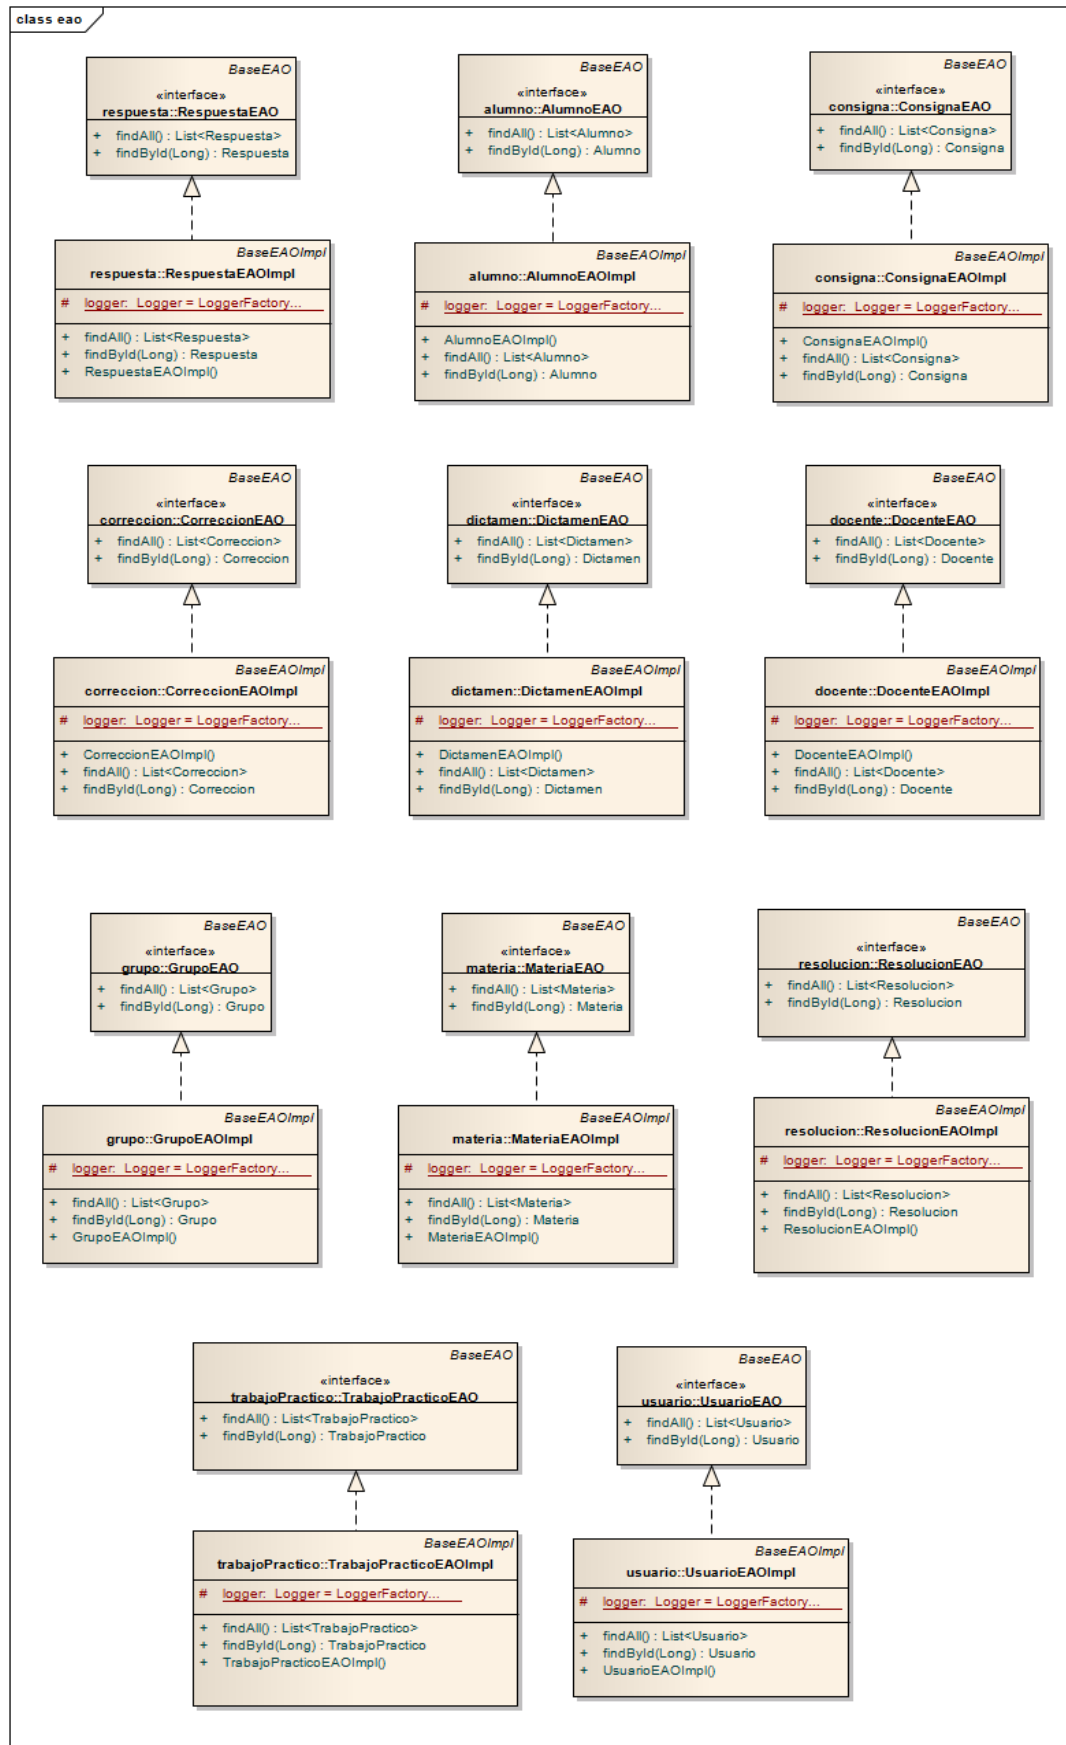 class eao
BaseEAO
«interface»
respuesta::RespuestaEAO
+ findAll() : List<Respuesta>
+ findById(Long) : Respuesta
BaseEAOImpl
respuesta::RespuestaEAOImpl
# logger: Logger = LoggerFactory...
+ findAll() : List<Respuesta>
+ findById(Long) : Respuesta
+ RespuestaEAOImpl()
BaseEAO
«interface»
alumno::AlumnoEAO
+ findAll() : List<Alumno>
+ findById(Long) : Alumno
BaseEAOImpl
alumno::AlumnoEAOImpl
# logger: Logger = LoggerFactory...
+ AlumnoEAOImpl()
+ findAll() : List<Alumno>
+ findById(Long) : Alumno
BaseEAO
«interface»
consigna::ConsignaEAO
+ findAll() : List<Consigna>
+ findById(Long) : Consigna
BaseEAOImpl
consigna::ConsignaEAOImpl
# logger: Logger = LoggerFactory...
+ ConsignaEAOImpl()
+ findAll() : List<Consigna>
+ findById(Long) : Consigna
BaseEAO
«interface»
correccion::CorreccionEAO
+ findAll() : List<Correccion>
+ findById(Long) : Correccion
BaseEAOImpl
correccion::CorreccionEAOImpl
# logger: Logger = LoggerFactory...
+ CorreccionEAOImpl()
+ findAll() : List<Correccion>
+ findById(Long) : Correccion
BaseEAO
«interface»
dictamen::DictamenEAO
+ findAll() : List<Dictamen>
+ findById(Long) : Dictamen
BaseEAOImpl
dictamen::DictamenEAOImpl
# logger: Logger = LoggerFactory...
+ DictamenEAOImpl()
+ findAll() : List<Dictamen>
+ findById(Long) : Dictamen
BaseEAO
«interface»
docente::DocenteEAO
+ findAll() : List<Docente>
+ findById(Long) : Docente
BaseEAOImpl
docente::DocenteEAOImpl
# logger: Logger = LoggerFactory...
+ DocenteEAOImpl()
+ findAll() : List<Docente>
+ findById(Long) : Docente
BaseEAO
«interface»
grupo::GrupoEAO
+ findAll() : List<Grupo>
+ findById(Long) : Grupo
BaseEAOImpl
grupo::GrupoEAOImpl
# logger: Logger = LoggerFactory...
+ findAll() : List<Grupo>
+ findById(Long) : Grupo
+ GrupoEAOImpl()
BaseEAO
«interface»
materia::MateriaEAO
+ findAll() : List<Materia>
+ findById(Long) : Materia
BaseEAOImpl
materia::MateriaEAOImpl
# logger: Logger = LoggerFactory...
+ findAll() : List<Materia>
+ findById(Long) : Materia
+ MateriaEAOImpl()
BaseEAO
«interface»
resolucion::ResolucionEAO
+ findAll() : List<Resolucion>
+ findById(Long) : Resolucion
BaseEAOImpl
resolucion::ResolucionEAOImpl
# logger: Logger = LoggerFactory...
+ findAll() : List<Resolucion>
+ findById(Long) : Resolucion
+ ResolucionEAOImpl()
BaseEAO
«interface»
trabajoPractico::TrabajoPracticoEAO
+ findAll() : List<TrabajoPractico>
+ findById(Long) : TrabajoPractico
BaseEAOImpl
trabajoPractico::TrabajoPracticoEAOImpl
# logger: Logger = LoggerFactory...
+ findAll() : List<TrabajoPractico>
+ findById(Long) : TrabajoPractico
+ TrabajoPracticoEAOImpl()
BaseEAO
«interface»
usuario::UsuarioEAO
+ findAll() : List<Usuario>
+ findById(Long) : Usuario
BaseEAOImpl
usuario::UsuarioEAOImpl
# logger: Logger = LoggerFactory...
+ findAll() : List<Usuario>
+ findById(Long) : Usuario
+ UsuarioEAOImpl()